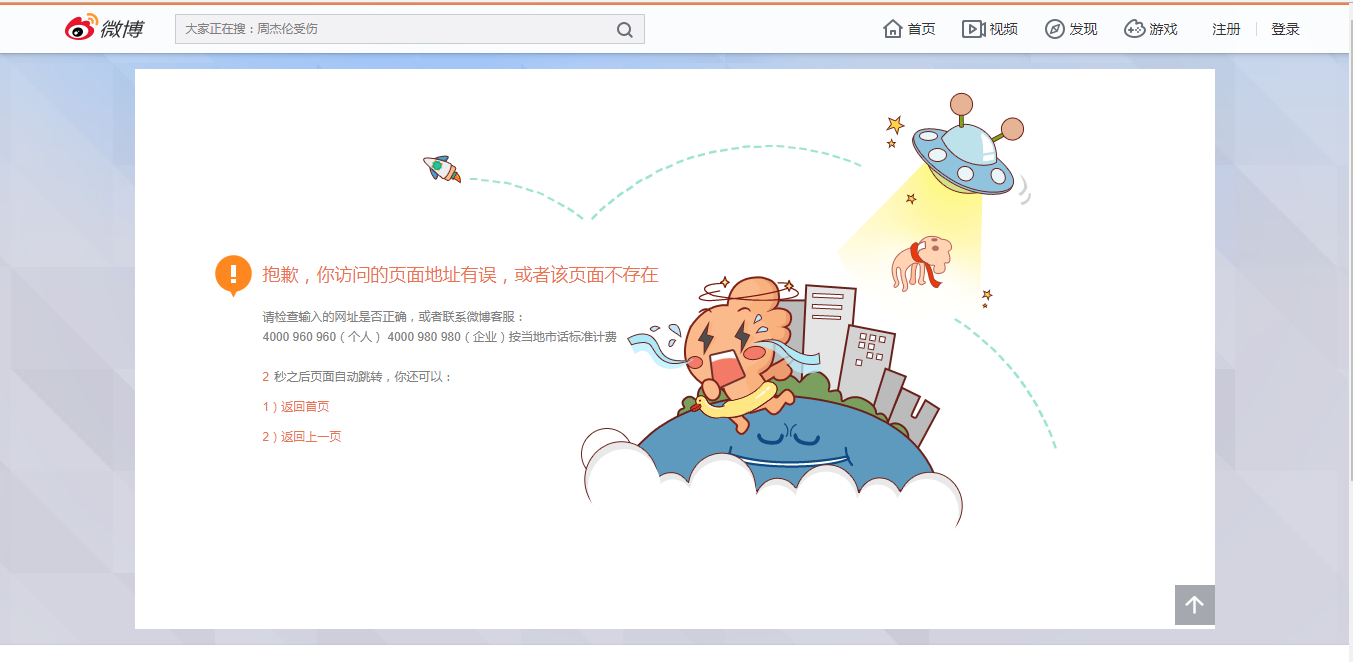 微博
大家正在搜：周杰伦受伤
首页
视频
发现
游戏
注册
登录
抱歉，你访问的页面地址有误，或者该页面不存在
请检查输入的网址是否正确，或者联系微博客服：
4000 960 960（个人） 4000 980 980（企业）按当地市话标准计费
2 秒之后页面自动跳转，你还可以：
1）返回首页
2）返回上一页